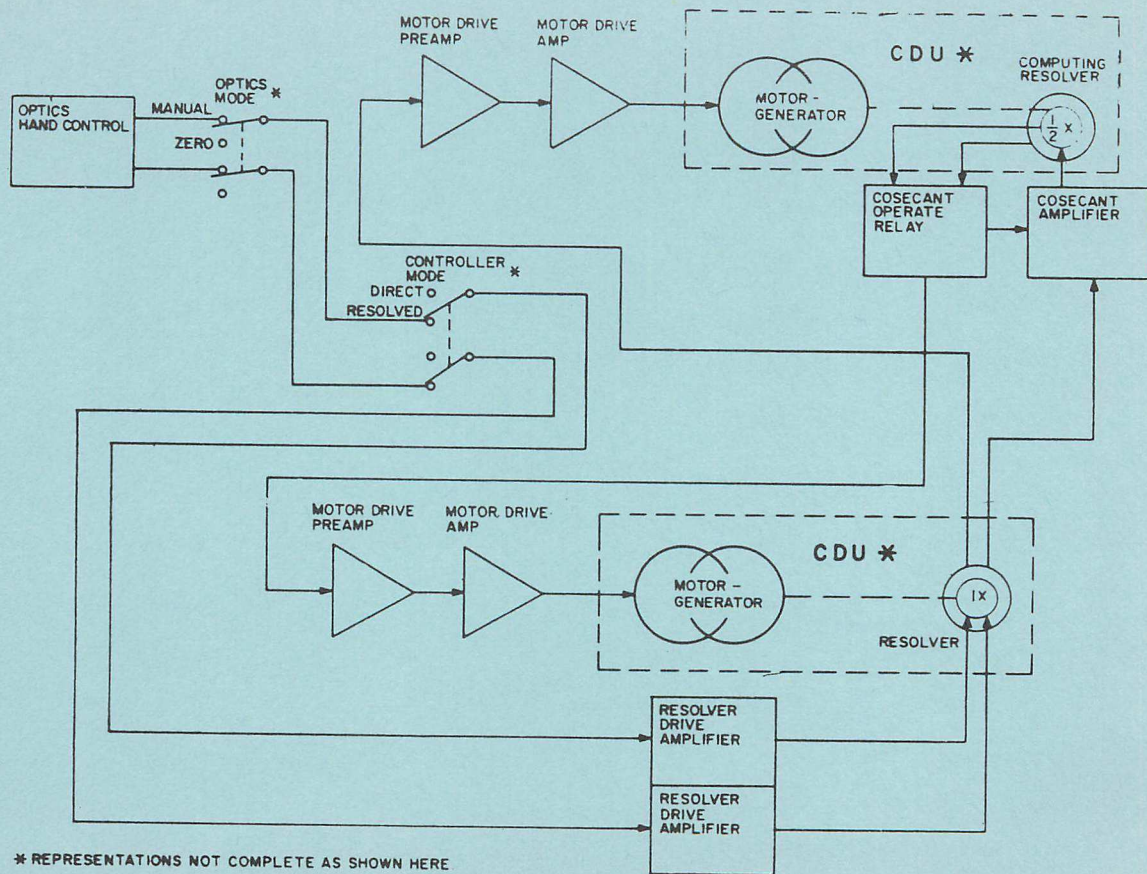 MOTOR DRIVE
PREAMP
MOTOR DRIVE
AMP
CDU *
COMPUTING
RESOLVER
OPTICS
HAND CONTROL
MANUAL
OPTICS
MODE *
ZERO
MOTOR -
GENERATOR
1/2 X
COSECANT
OPERATE
RELAY
COSECANT
AMPLIFIER
CONTROLLER
MODE *
DIRECT
RESOLVED
MOTOR DRIVE
PREAMP
MOTOR DRIVE
AMP
CDU *
MOTOR -
GENERATOR
1X
RESOLVER
RESOLVER
DRIVE
AMPLIFIER
RESOLVER
DRIVE
AMPLIFIER
* REPRESENTATIONS NOT COMPLETE AS SHOWN HERE